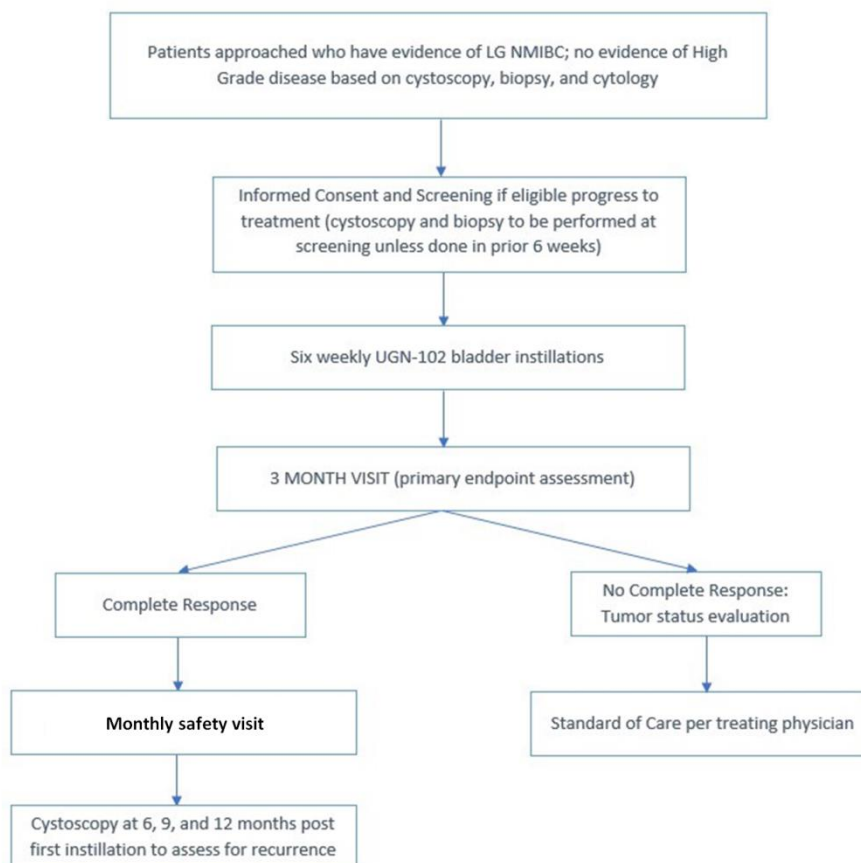 Patients approached who have evidence of LG NMIBC; no evidence of High
Grade disease based on cystoscopy, biopsy, and cytology
Informed Consent and Screening if eligible progress to
treatment (cystoscopy and biopsy to be performed at
screening unless done in prior 6 weeks)
Six weekly UGN-102 bladder instillations
3 MONTH VISIT (primary endpoint assessment)
Complete Response
No Complete Response:
Tumor status evaluation
Monthly safety visit
Standard of Care per treating physician
Cystoscopy at 6, 9, and 12 months post
first instillation to assess for recurrence